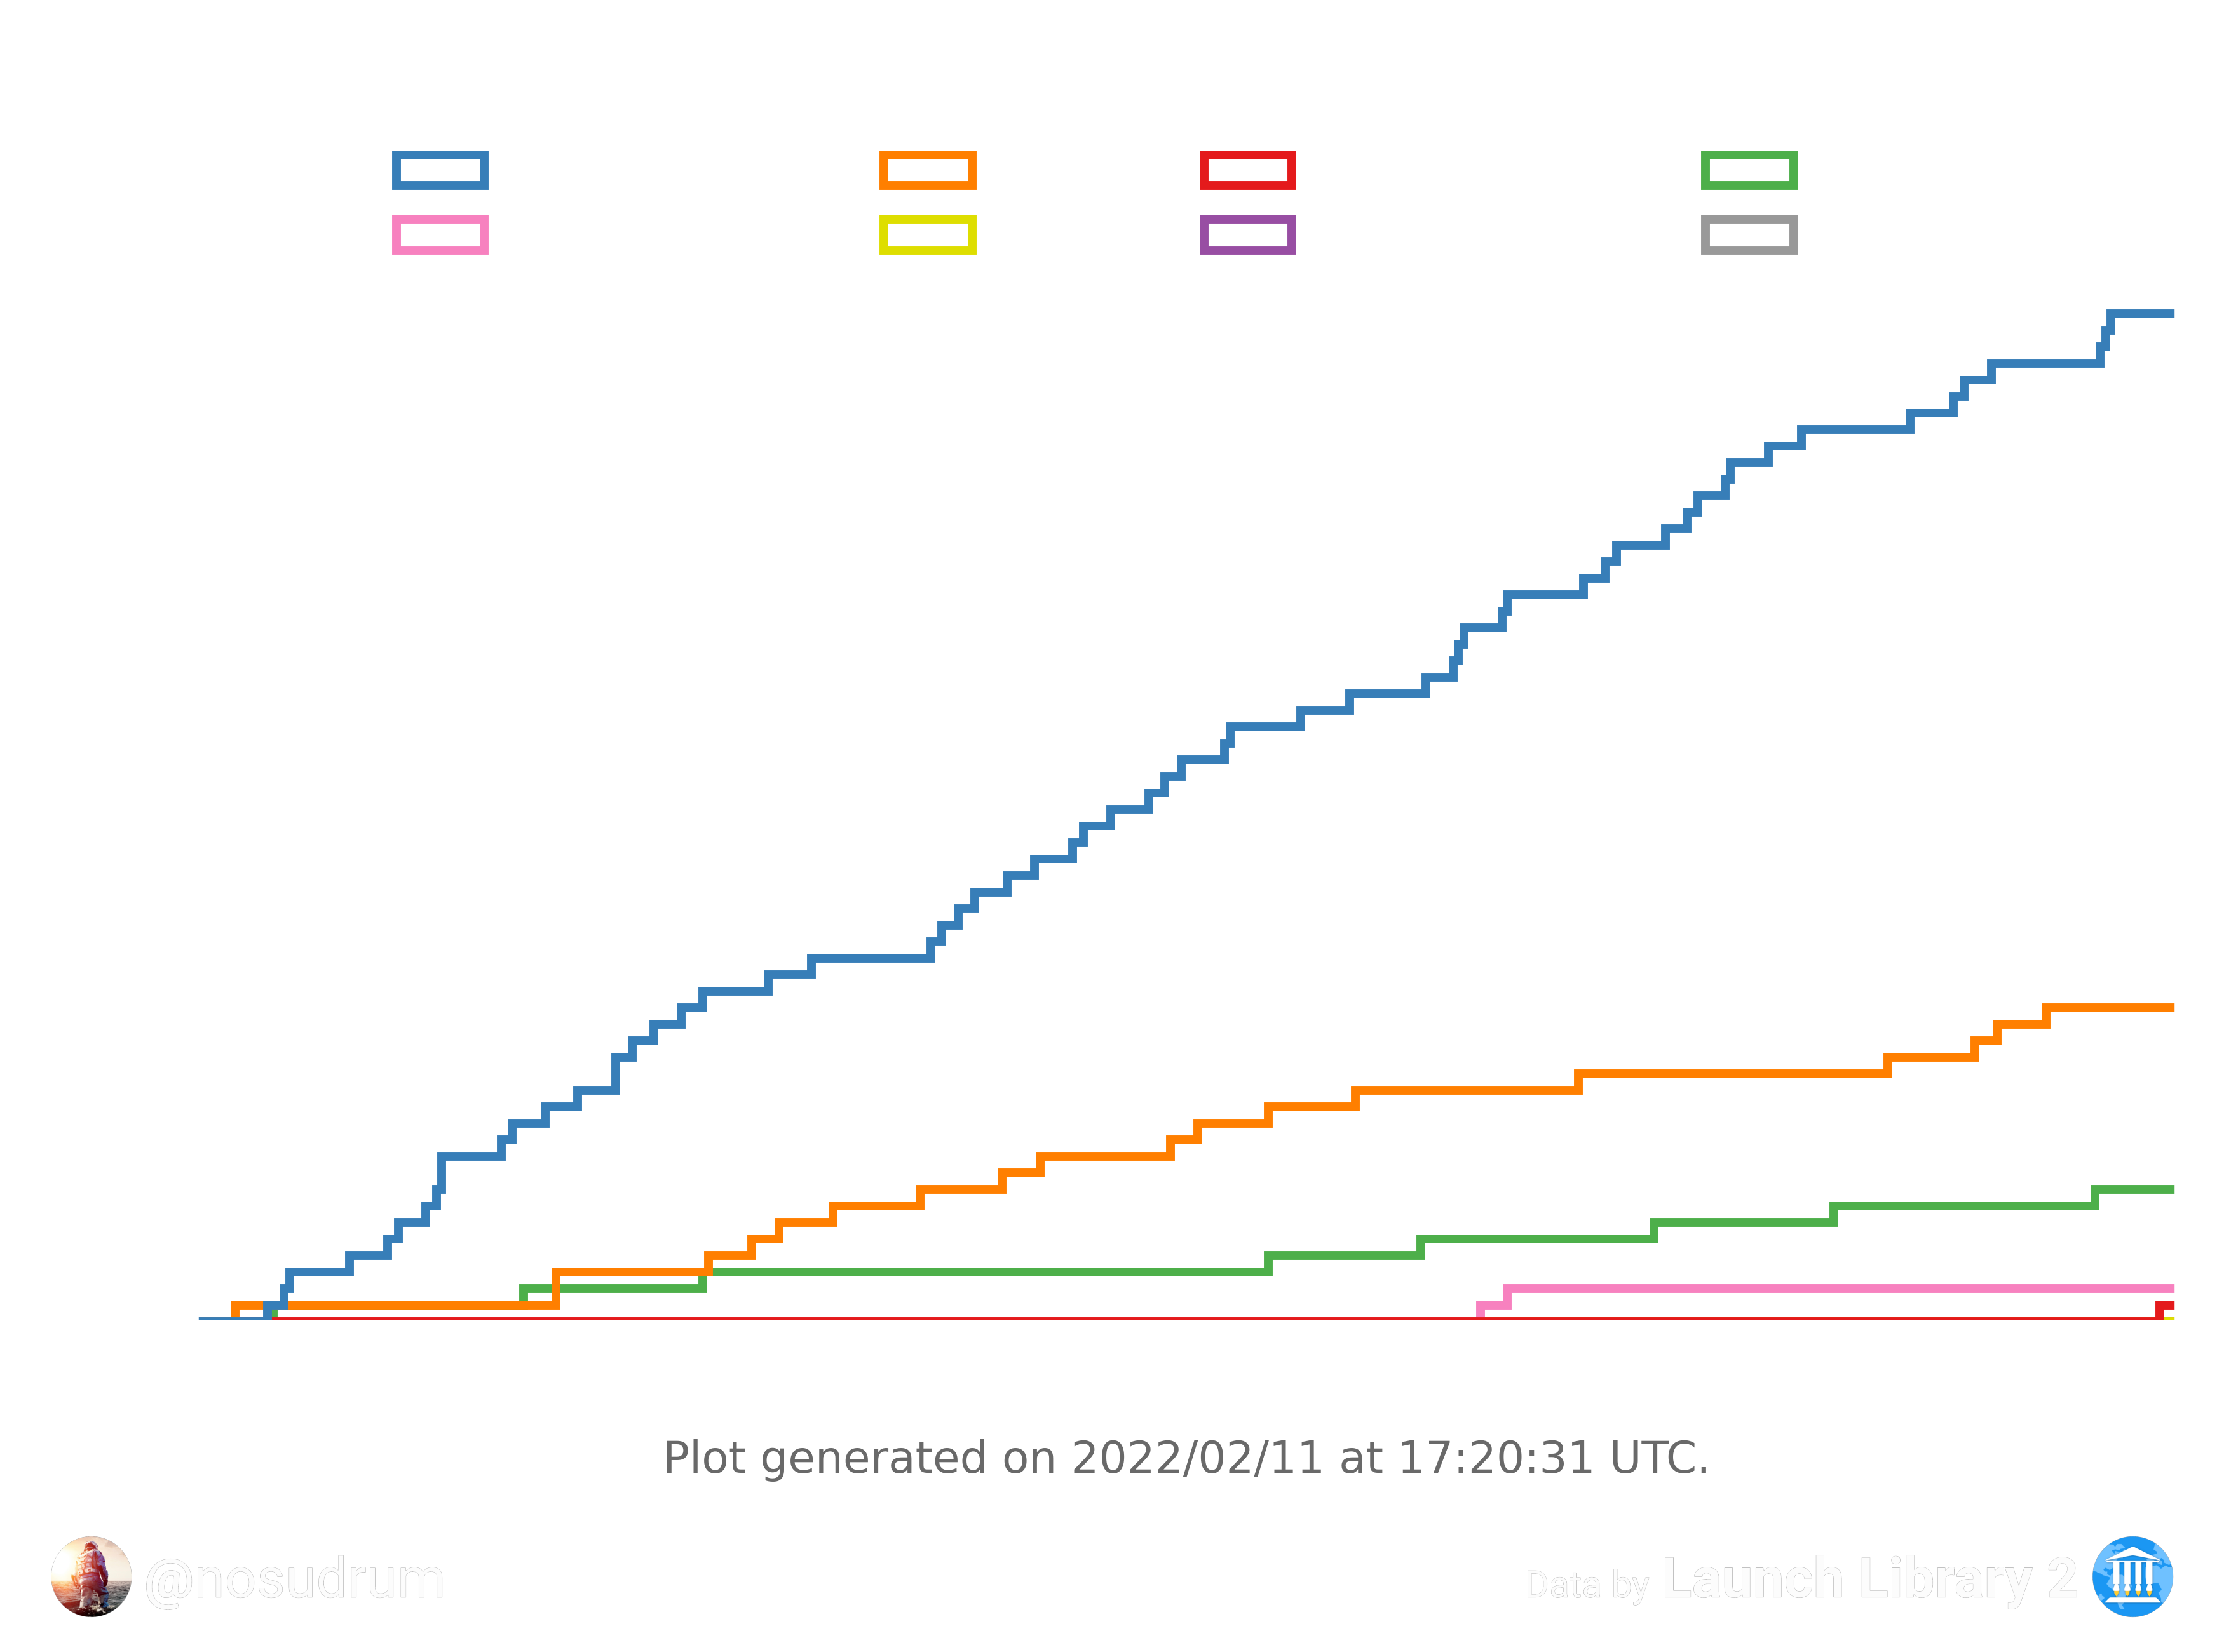 Plot generated on 2022/02/11 at 17:20:31 UTC.
@nosudrum
Data by Launch Library 2